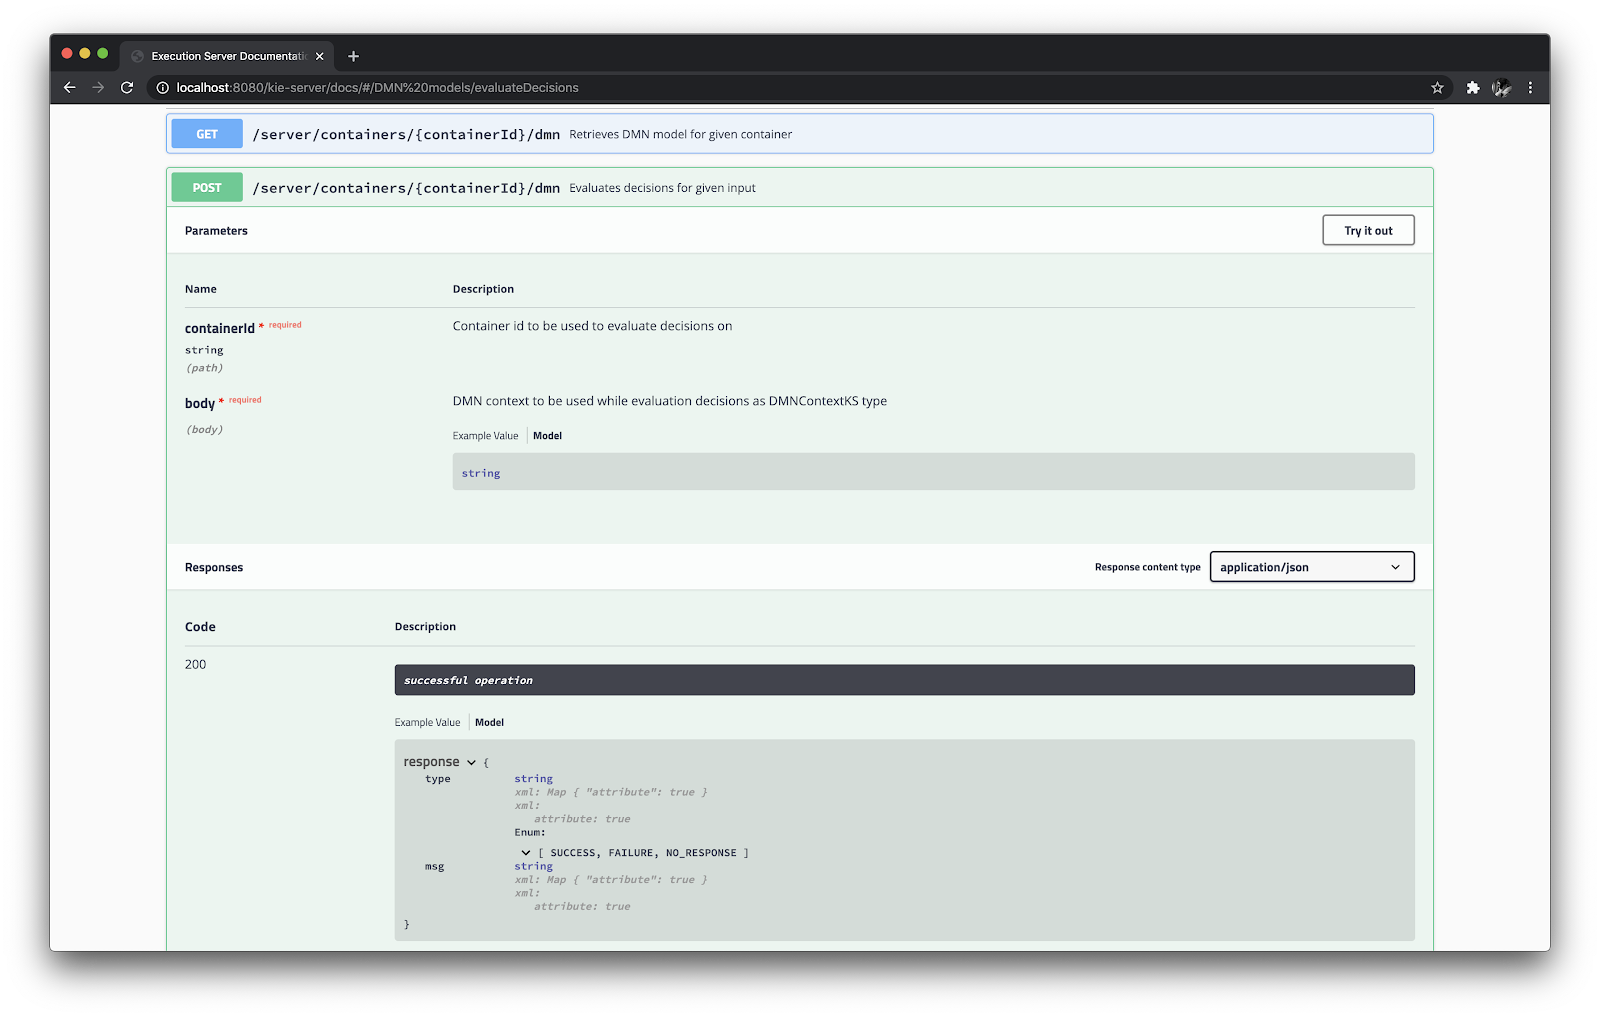 Execution Server Documentati
localhost:8080/kie-server/docs/#/DMN%20models/evaluateDecisions
GET /server/containers/{containerId}/dmn Retrieves DMN model for given container
POST /server/containers/{containerId}/dmn Evaluates decisions for given input
Parameters Try it out
Name Description
containerId * required Container id to be used to evaluate decisions on
string
(path)
body * required DMN context to be used while evaluation decisions as DMNContextKS type
(body)
Example Value Model
string
Responses Response content type application/json
Code Description
200
successful operation
Example Value Model
response {
type string
xml: Map { "attribute": true }
xml:
attribute: true
Enum:
[ SUCCESS, FAILURE, NO_RESPONSE ]
msg string
xml: Map { "attribute": true }
xml:
attribute: true
}